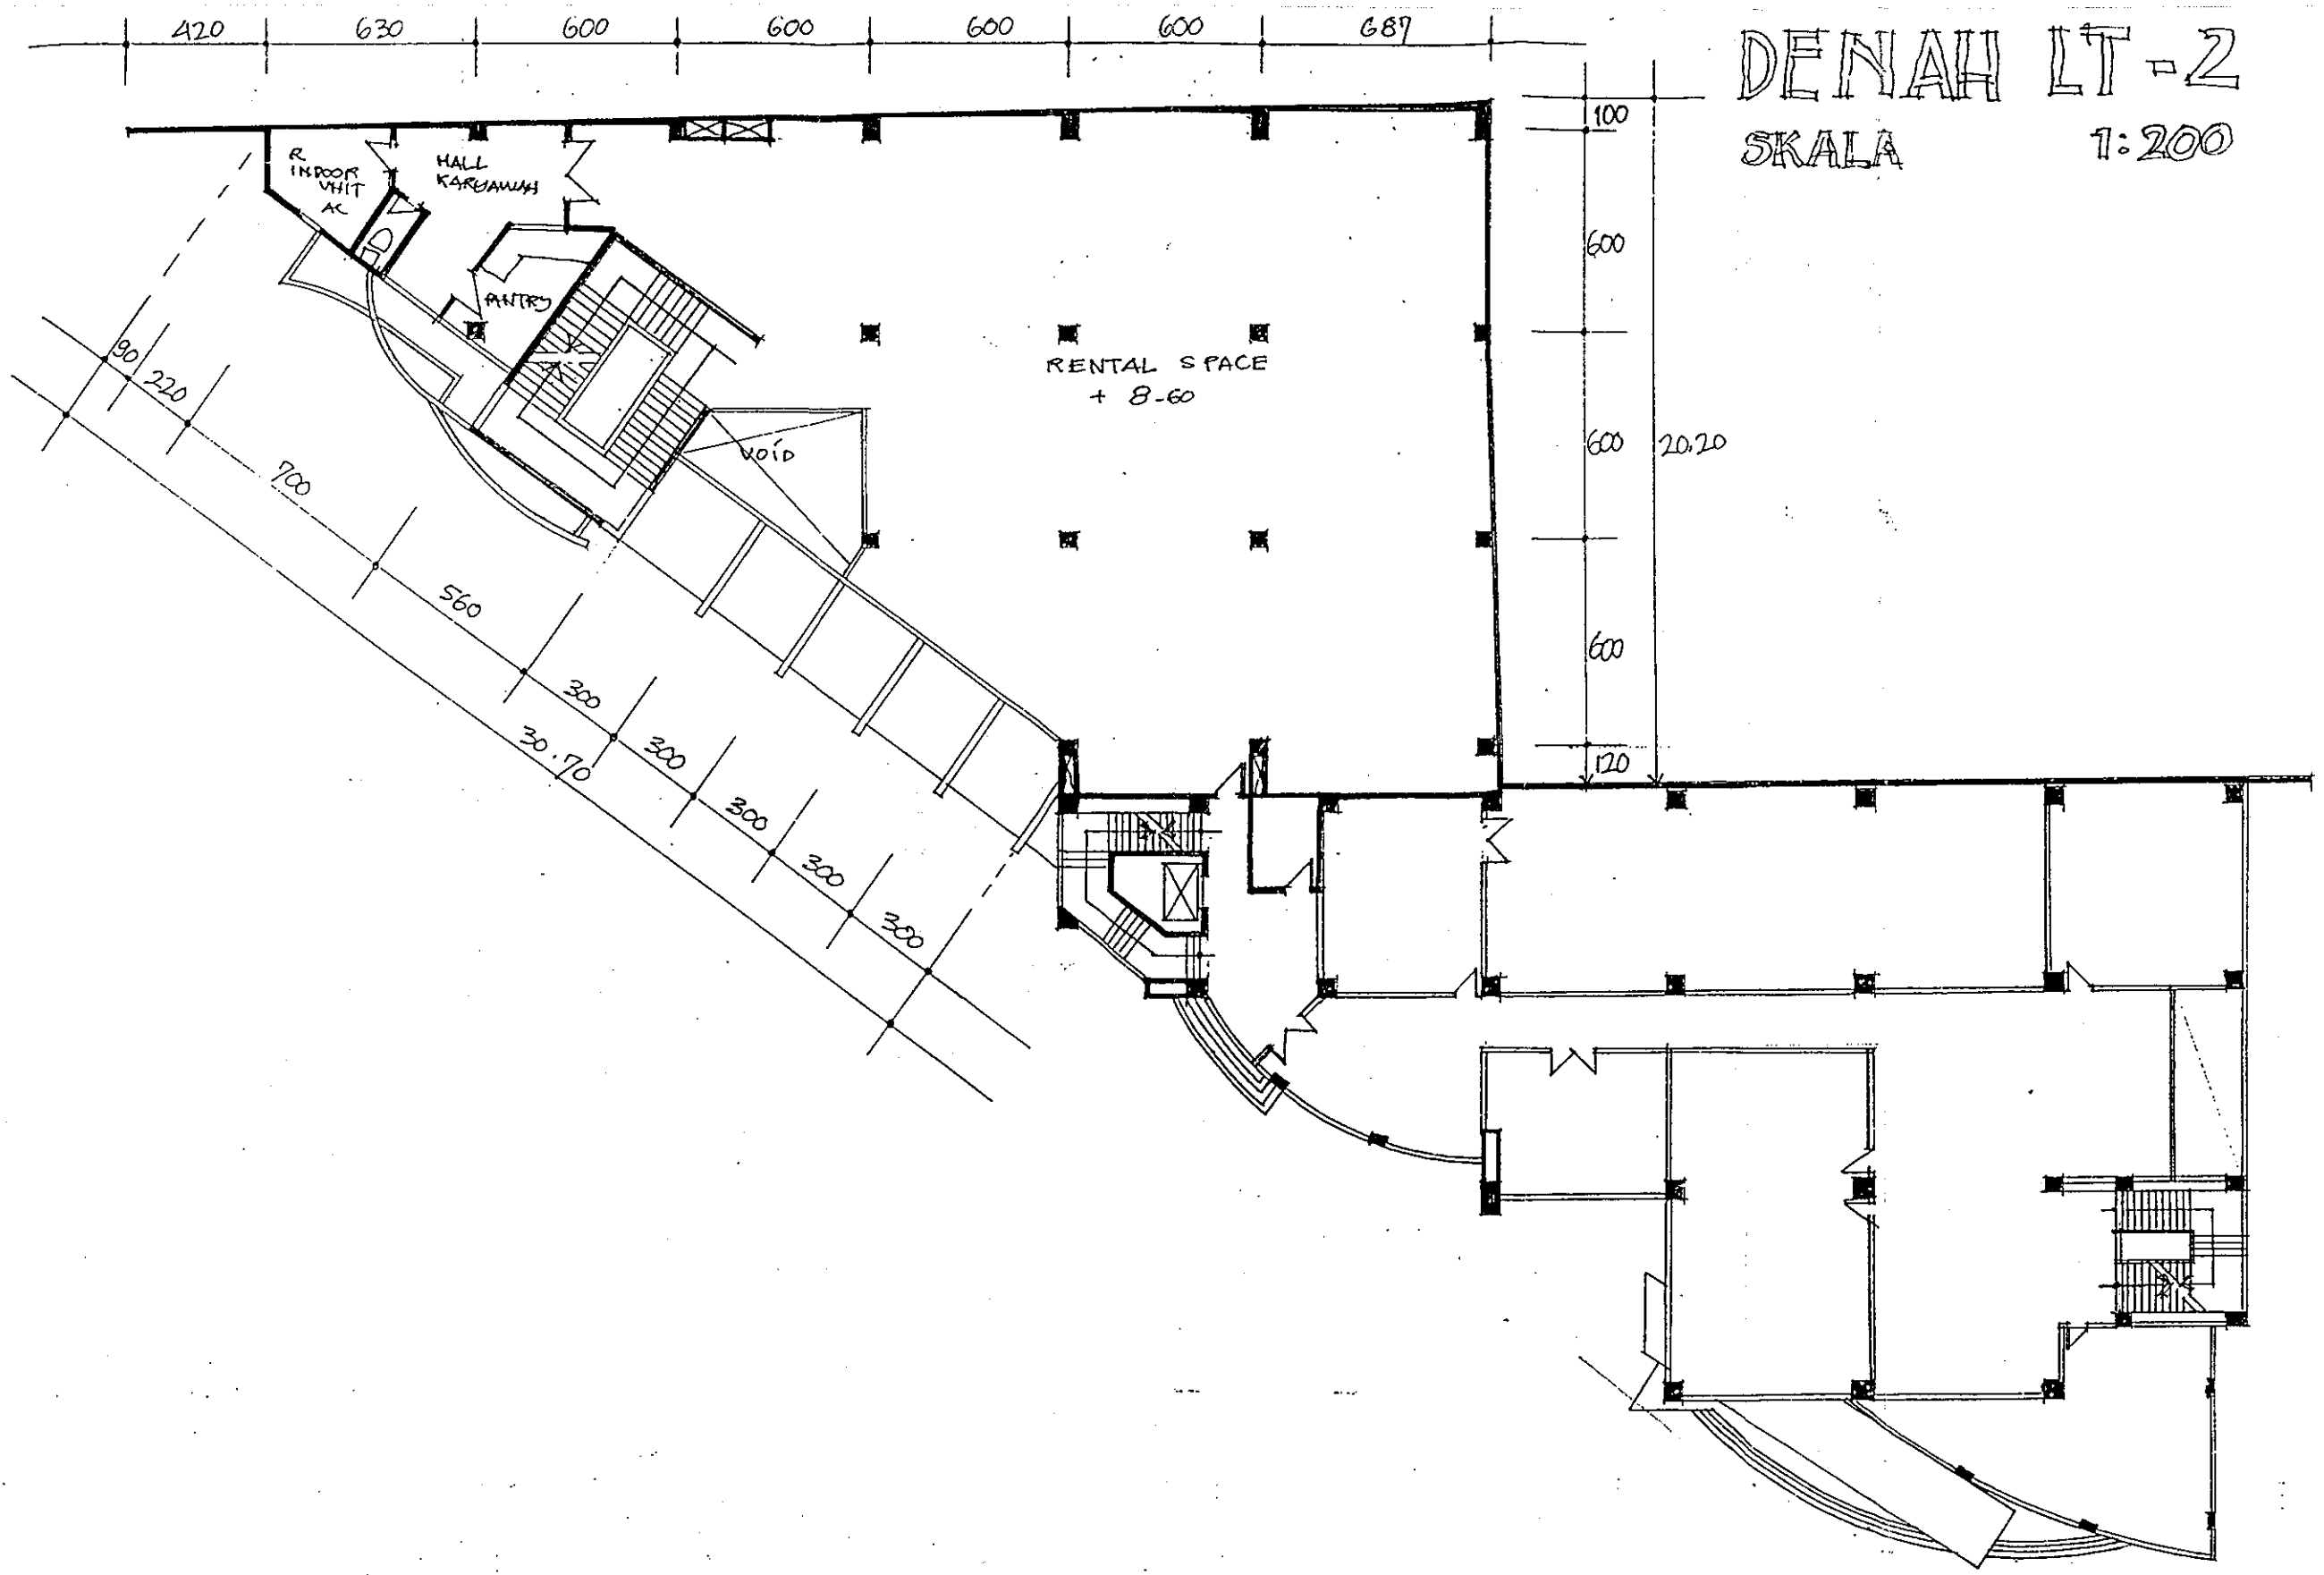 420 630 600 600 600 600 687
DENAH LT-2
SKALA 1:200
100
600
600
20.20
600
120
R
INDOOR
UNIT
AC
HALL
KARYAWAN
PANTRY
RENTAL SPACE
+ 8-60
VOID
90
220
700
560
300
300
300
300
300
30.70